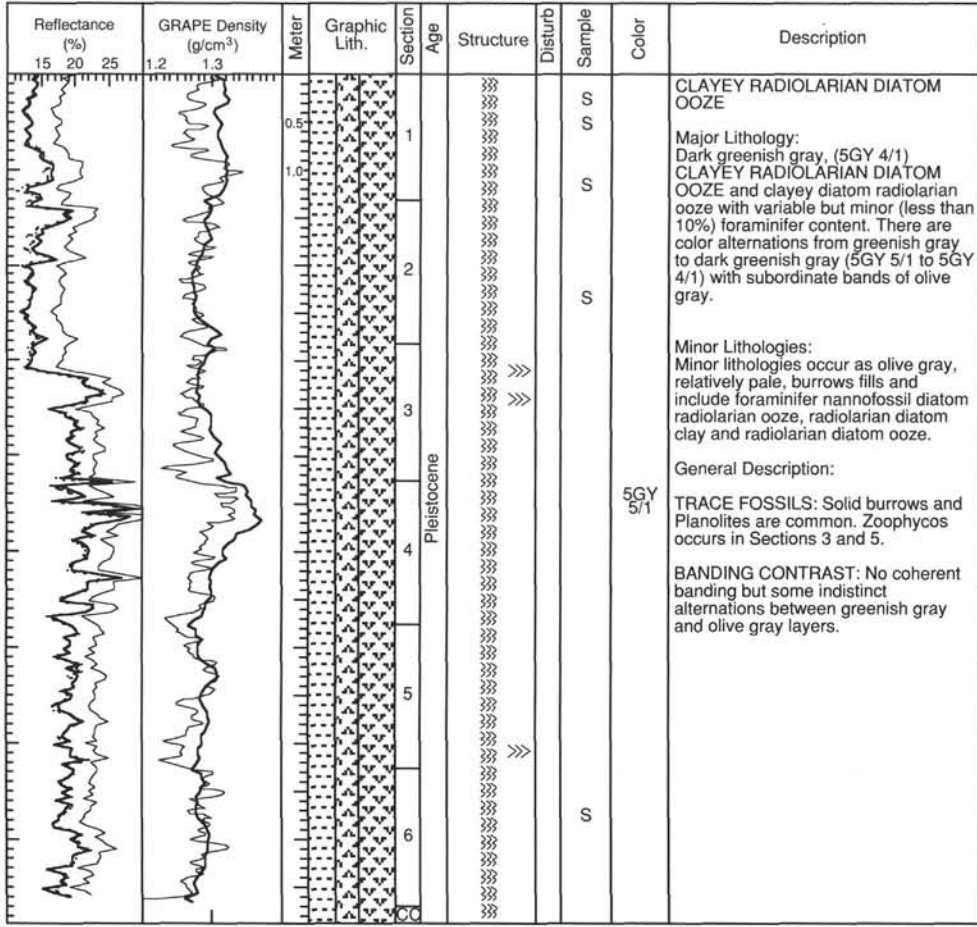 Reflectance
(%)
15 20 25
GRAPE Density
(g/cm3)
1.2 1.3
Meter
Graphic
Lith.
Section
Age
Structure
Disturb
Sample
Color
Description
0.5
1.0
1
2
3
4
5
6
CC
Pleistocene
S
S
S
S
S
5GY
5/1
CLAYEY RADIOLARIAN DIATOM
OOZE
Major Lithology:
Dark greenish gray, (5GY 4/1)
CLAYEY RADIOLARIAN DIATOM
OOZE and clayey diatom radiolarian
ooze with variable but minor (less than
10%) foraminifer content. There are
color alternations from greenish gray
to dark greenish gray (5GY 5/1 to 5GY
4/1) with subordinate bands of olive
gray.
Minor Lithologies:
Minor lithologies occur as olive gray,
relatively pale, burrows fills and
include foraminifer nannofossil diatom
radiolarian ooze, radiolarian diatom
clay and radiolarian diatom ooze.
General Description:
TRACE FOSSILS: Solid burrows and
Planolites are common. Zoophycos
occurs in Sections 3 and 5.
BANDING CONTRAST: No coherent
banding but some indistinct
alternations between greenish gray
and olive gray layers.